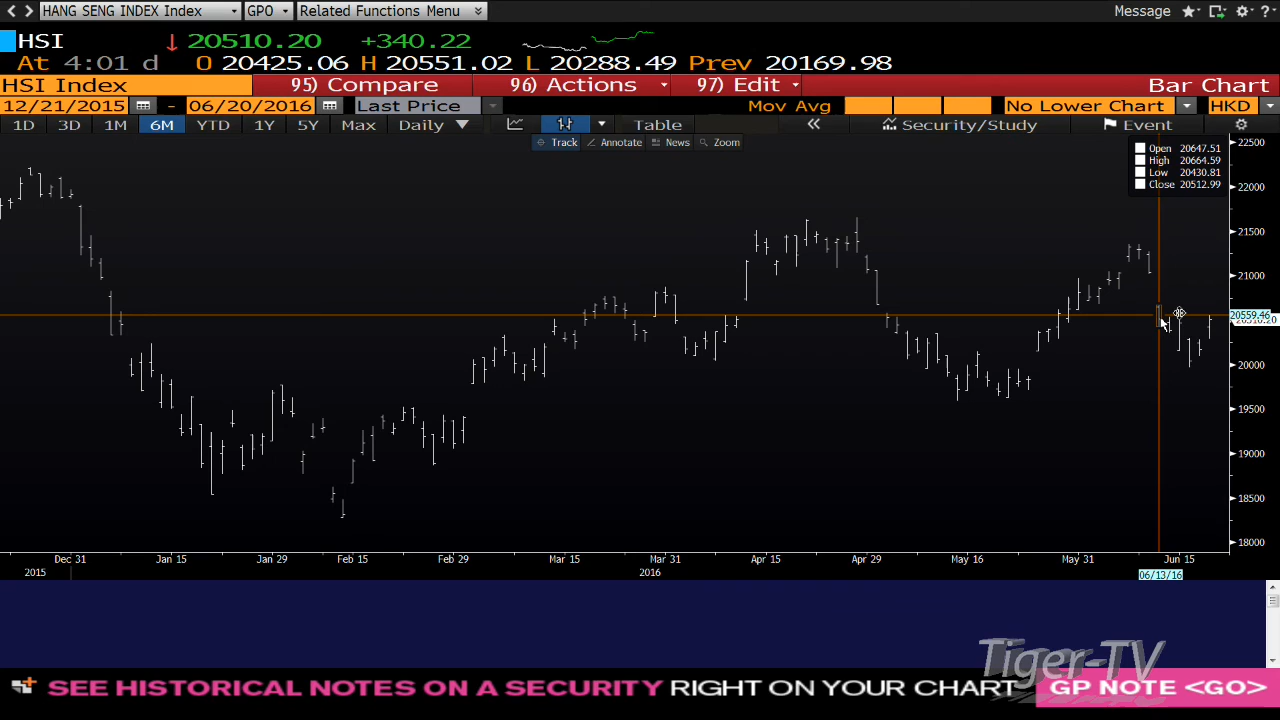 HANG SENG INDEX Index GPO Related Functions Menu Message ?
HSI 20510.20 +340.22
At 4:01 d O 20425.06 H 20551.02 L 20288.49 Prev 20169.98
HSI Index 95) Compare 96) Actions 97) Edit Bar Chart
12/21/2015 - 06/20/2016 Last Price Mov Avg No Lower Chart HKD
1D 3D 1M 6M YTD 1Y 5Y Max Daily Table Security/Study Event
Track Annotate News Zoom
Open 20647.51
High 20664.59
Low 20430.81
Close 20512.99
22500
22000
21500
21000
20559.46
20510.20
20000
19500
19000
18500
18000
Dec 31 Jan 15 Jan 29 Feb 15 Feb 29 Mar 15 Mar 31 Apr 15 Apr 29 May 16 May 31 Jun 15
2015 2016 06/13/16
Tiger-TV
SEE HISTORICAL NOTES ON A SECURITY RIGHT ON YOUR CHART GP NOTE <GO>